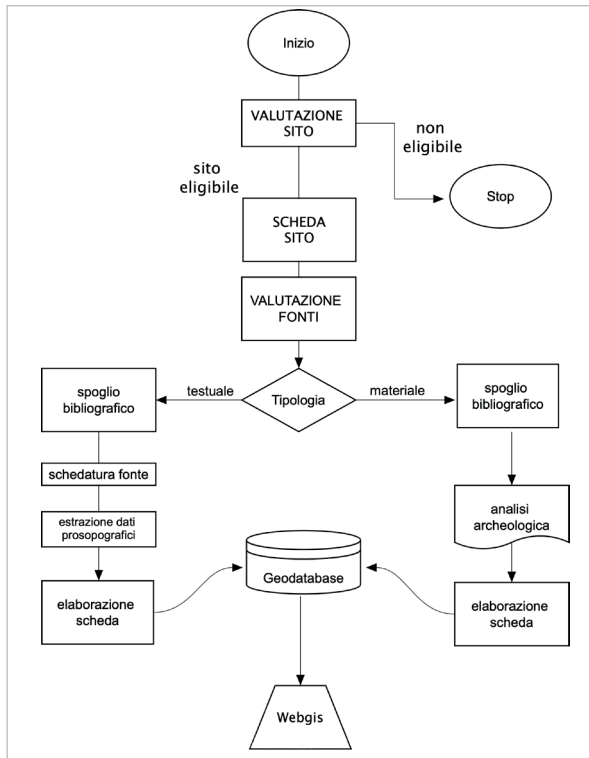 Inizio
VALUTAZIONE
SITO
non
eligibile
sito
eligibile
Stop
SCHEDA
SITO
VALUTAZIONE
FONTI
Tipologia
testuale
materiale
spoglio
bibliografico
spoglio
bibliografico
schedatura fonte
estrazione dati
prosopografici
analisi
archeologica
elaborazione
scheda
Geodatabase
elaborazione
scheda
Webgis